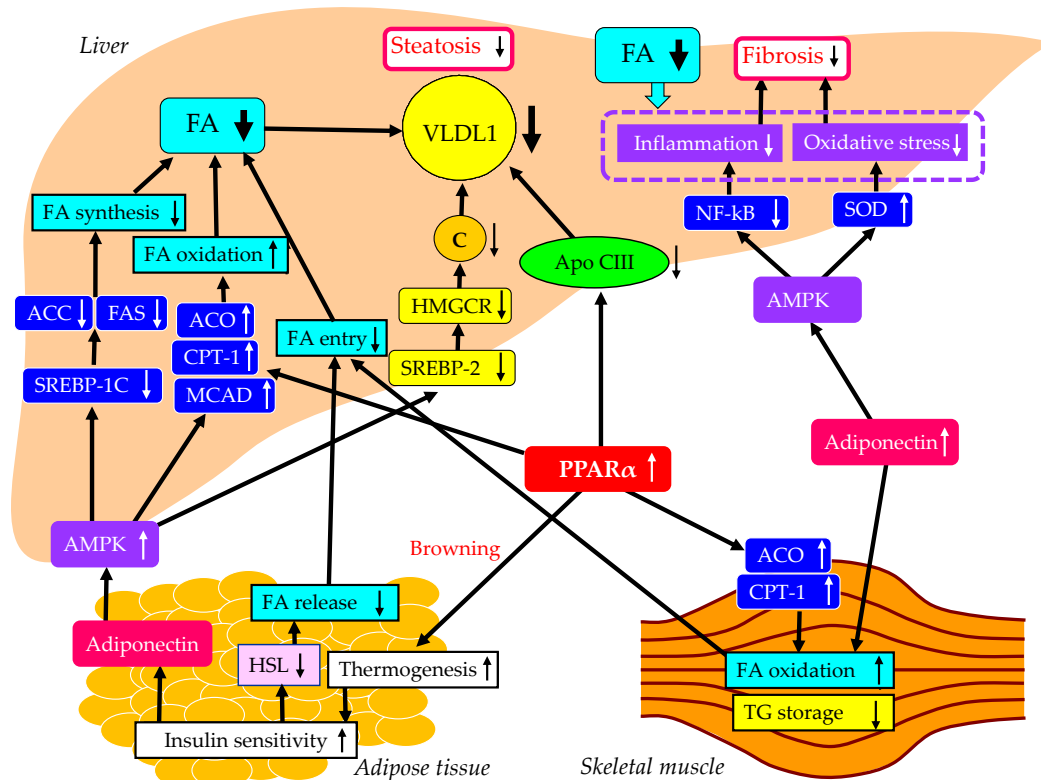 Liver
Steatosis
FA
Fibrosis
FA
VLDL1
Inflammation
Oxidative stress
FA synthesis
NF-kB
SOD
FA oxidation
C
Apo CIII
AMPK
ACC
FAS
ACO
HMGCR
FA entry
CPT-1
SREBP-2
SREBP-1C
MCAD
Adiponectin
PPARα
AMPK
Browning
ACO
CPT-1
FA release
Adiponectin
HSL
Thermogenesis
FA oxidation
TG storage
Insulin sensitivity
Adipose tissue
Skeletal muscle